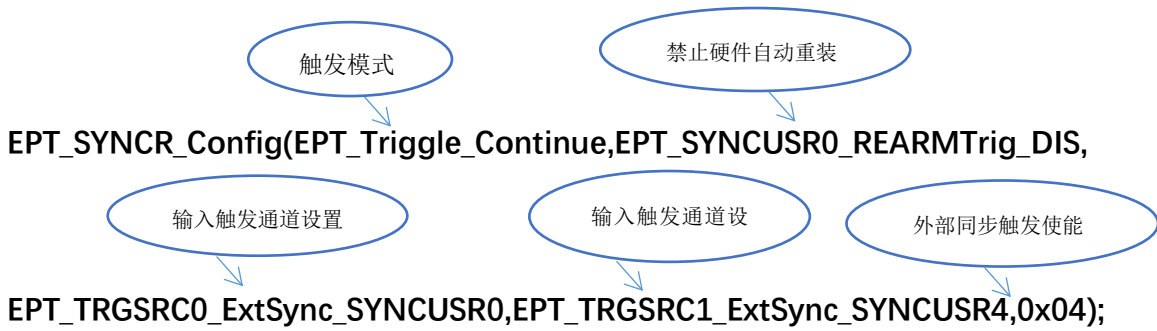 触发模式
禁止硬件自动重装
EPT_SYNCR_Config(EPT_Triggle_Continue,EPT_SYNCUSR0_REARMTrig_DIS,
输入触发通道设置
输入触发通道设
外部同步触发使能
EPT_TRGSRC0_ExtSync_SYNCUSR0,EPT_TRGSRC1_ExtSync_SYNCUSR4,0x04);